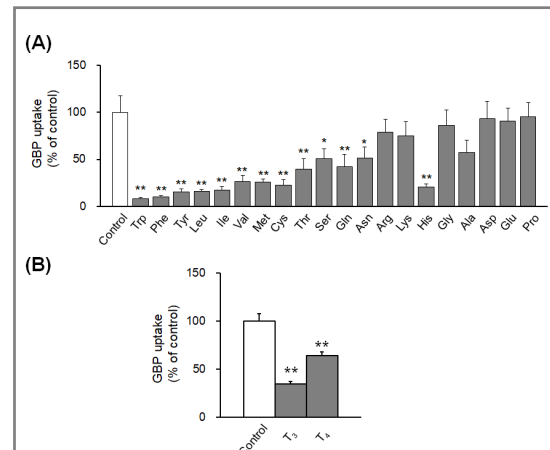 (A)
GBP uptake
(% of control)
150
100
50
0
** ** ** ** ** ** ** ** ** * ** * **
Control Trp Phe Tyr Leu Ile Val Met Cys Thr Ser Gln Asn Arg Lys His Gly Ala Asp Glu Pro
(B)
GBP uptake
(% of control)
150
100
50
0
** **
Control T₃ T₄